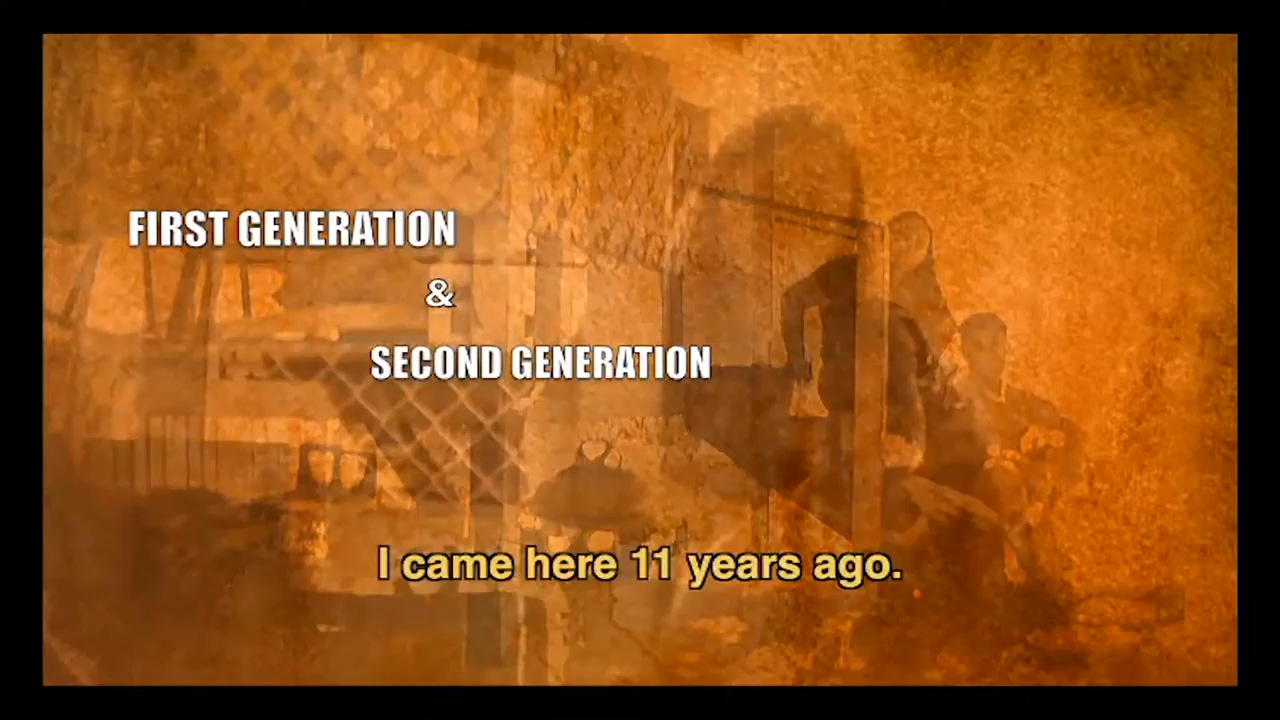 FIRST GENERATION
&
SECOND GENERATION
I came here 11 years ago.